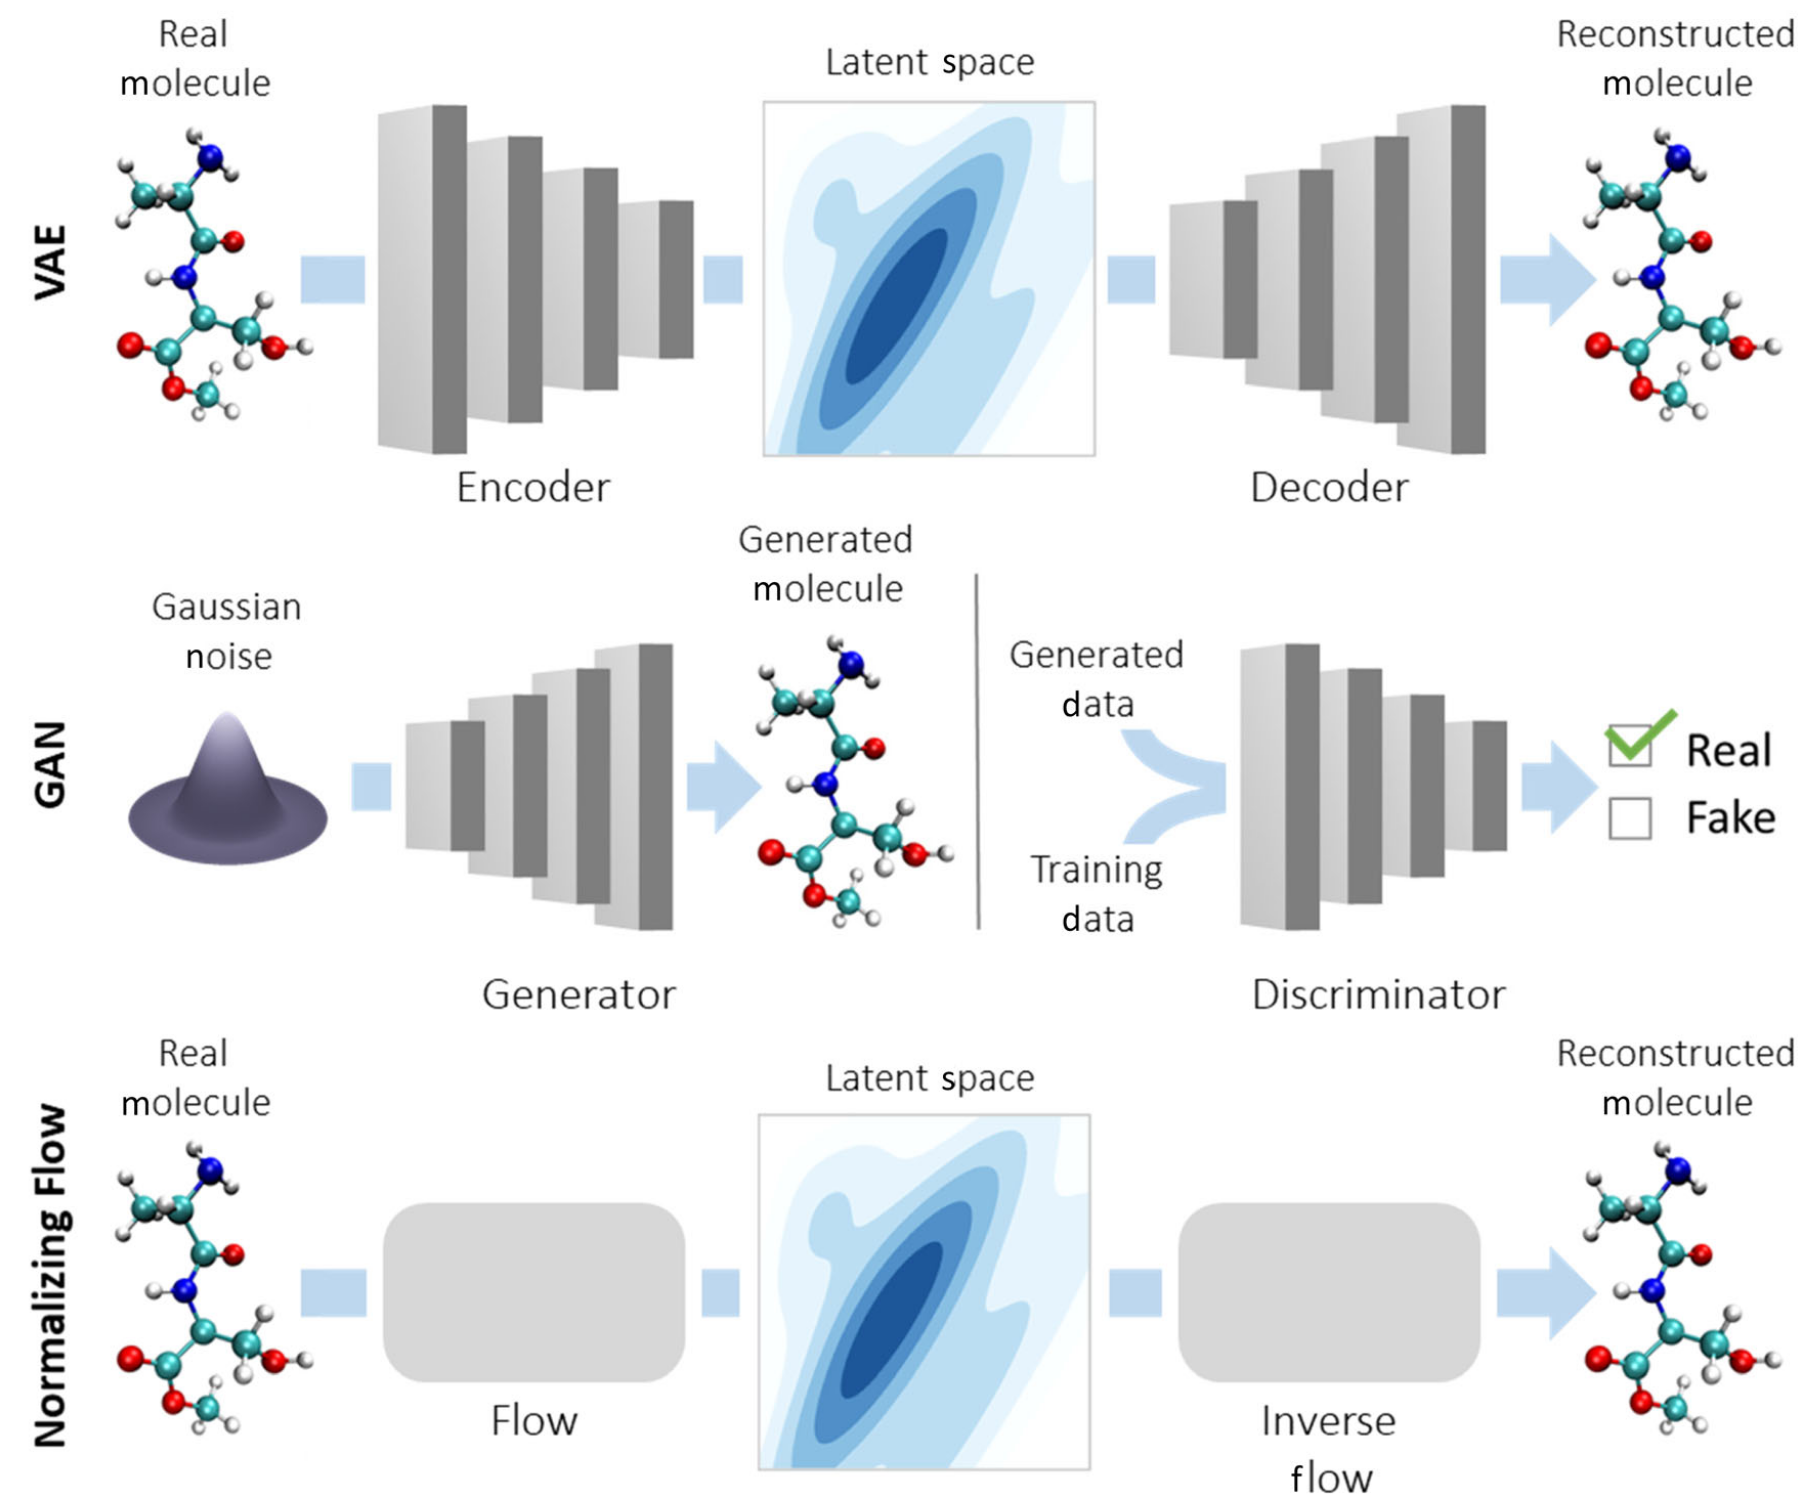 Real
molecule
Latent space
Reconstructed
molecule
VAE
Encoder
Decoder
Generated
molecule
Gaussian
noise
Generated
data
GAN
Real
Fake
Training
data
Generator
Discriminator
Real
molecule
Latent space
Reconstructed
molecule
Normalizing Flow
Flow
Inverse
flow